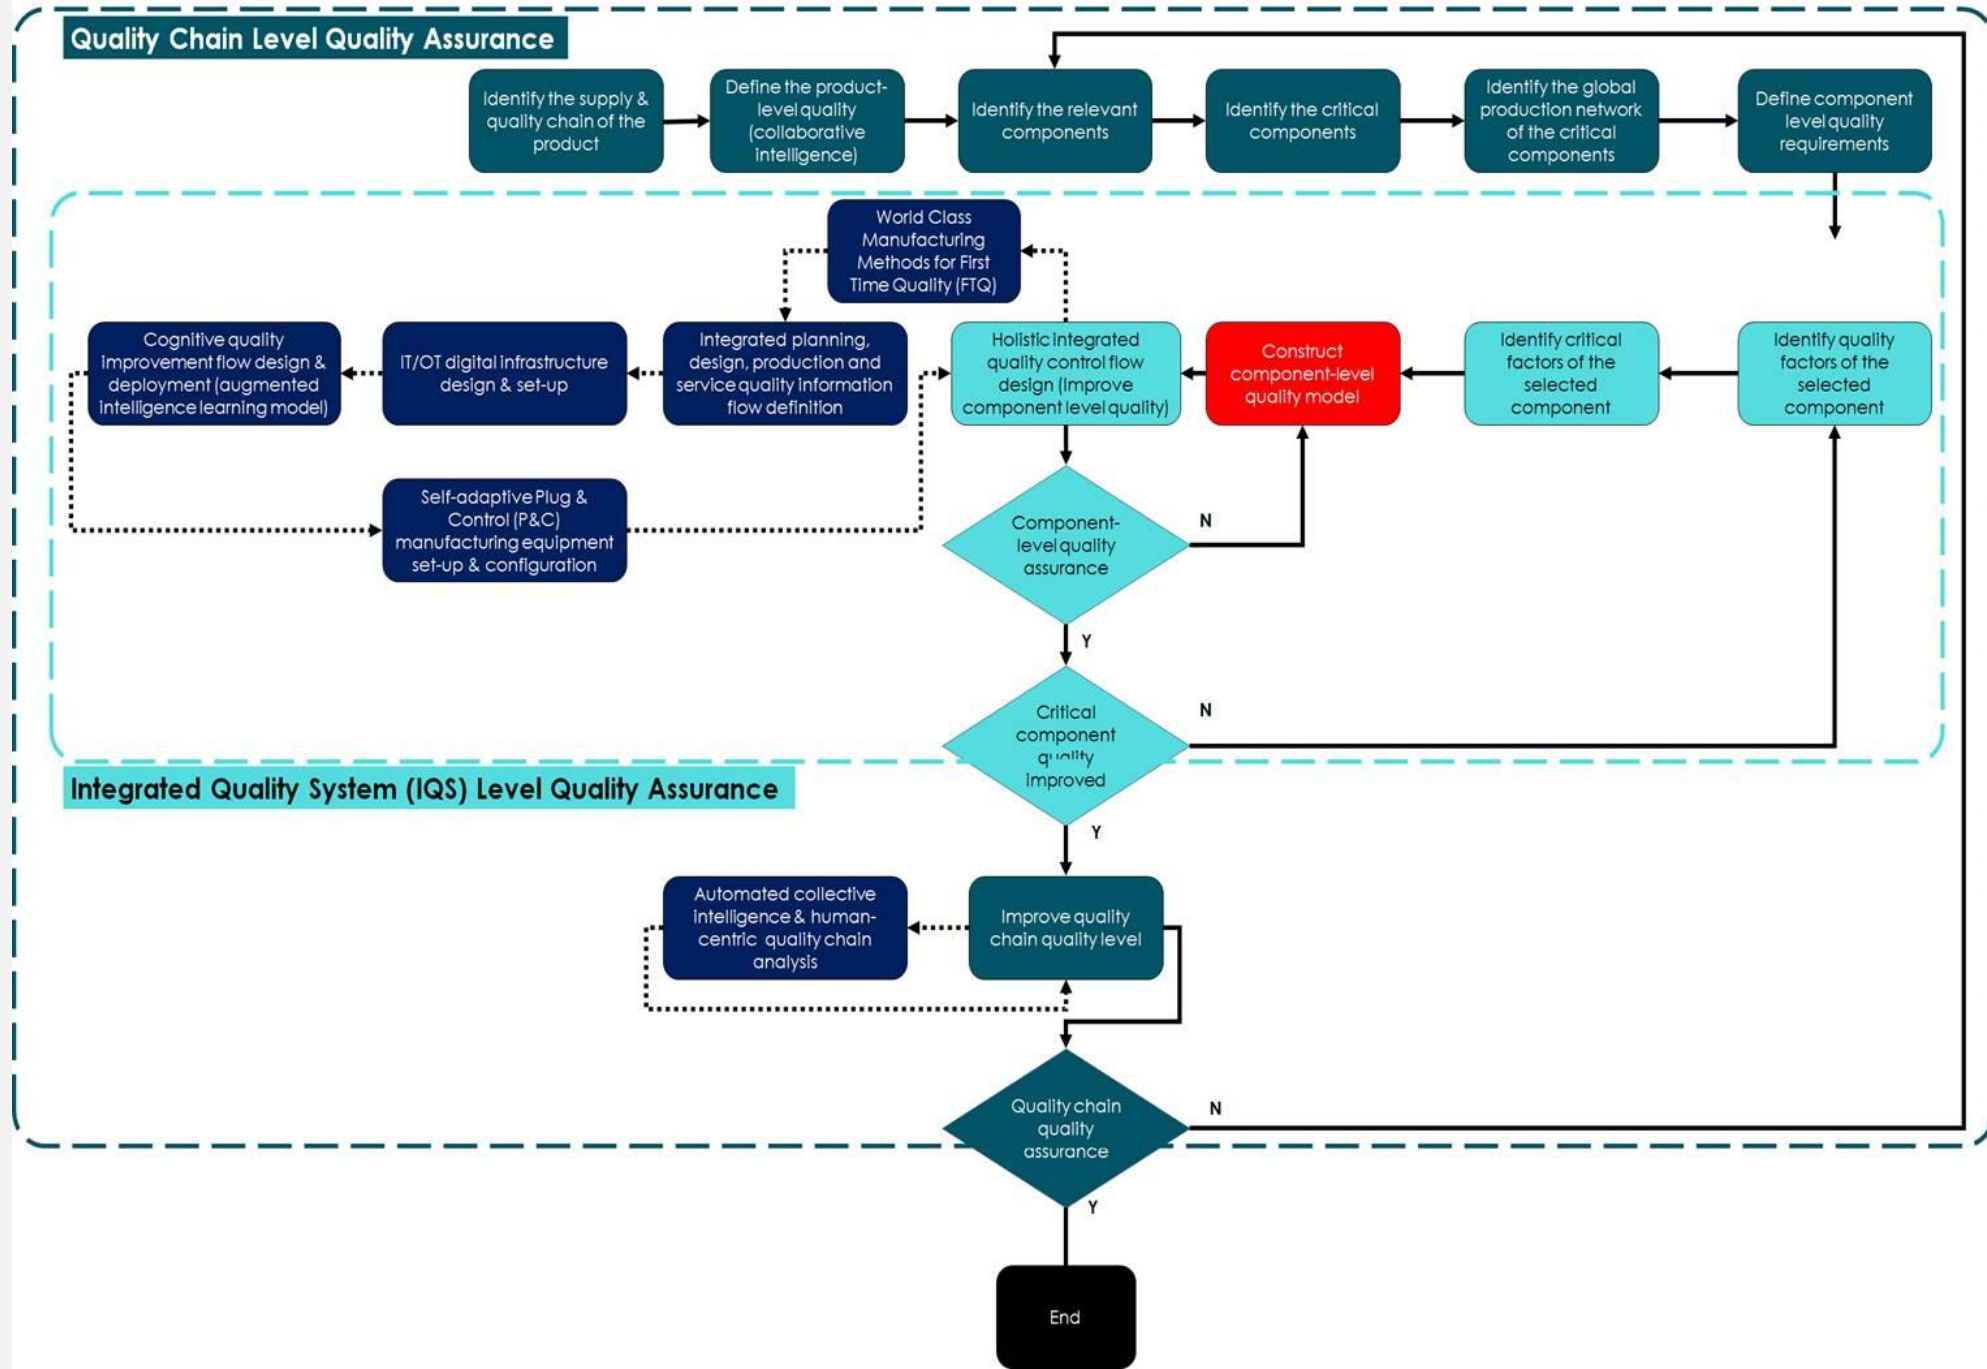 Quality Chain Level Quality Assurance
Identify the supply &
quality chain of the
product
Define the product-
level quality
(collaborative
intelligence)
Identify the relevant
components
Identify the critical
components
Identify the global
production network
of the critical
components
Define component
level quality
requirements
World Class
Manufacturing
Methods for First
Time Quality (FTQ)
Cognitive quality
improvement flow design &
deployment (augmented
intelligence learning model)
IT/OT digital infrastructure
design & set-up
Integrated planning,
design, production and
service quality information
flow definition
Holistic integrated
quality control flow
design (Improve
component level quality)
Construct
component-level
quality model
Identify critical
factors of the
selected
component
Identify quality
factors of the
selected
component
Self-adaptive Plug &
Control (P&C)
manufacturing equipment
set-up & configuration
Component-
level quality
assurance
N
Y
Critical
component
quality
improved
N
Integrated Quality System (IQS) Level Quality Assurance
Y
Automated collective
intelligence & human-
centric quality chain
analysis
Improve quality
chain quality level
Quality chain
quality
assurance
N
Y
End